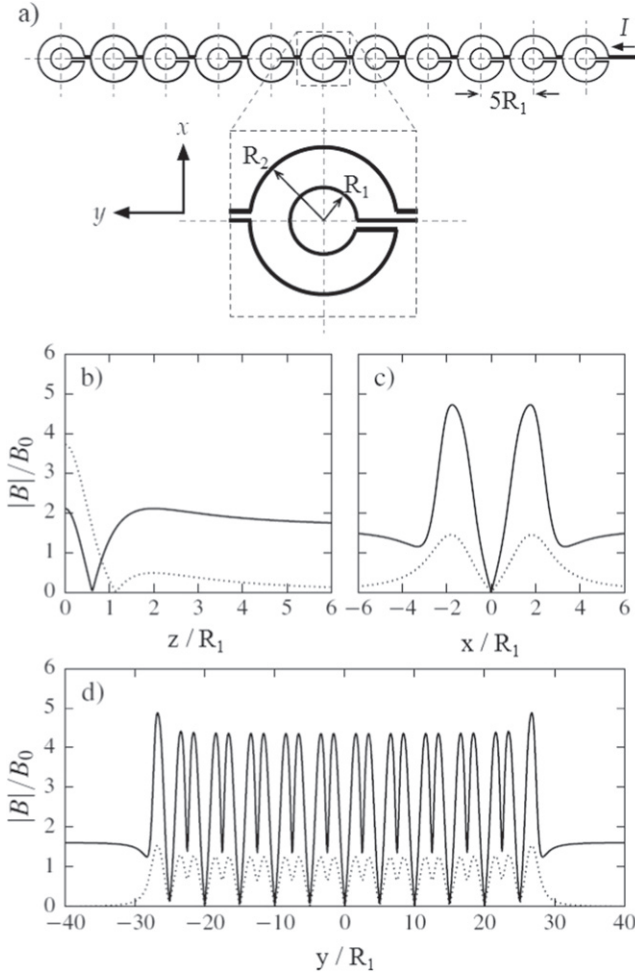 a)
I
5R₁
x
R₂
R₁
y
b)
c)
|B|/B₀
6
5
4
3
2
1
0
0 1 2 3 4 5 6
−6 −4 −2 0 2 4 6
z / R₁
x / R₁
d)
|B|/B₀
6
5
4
3
2
1
0
−40 −30 −20 −10 0 10 20 30 40
y / R₁